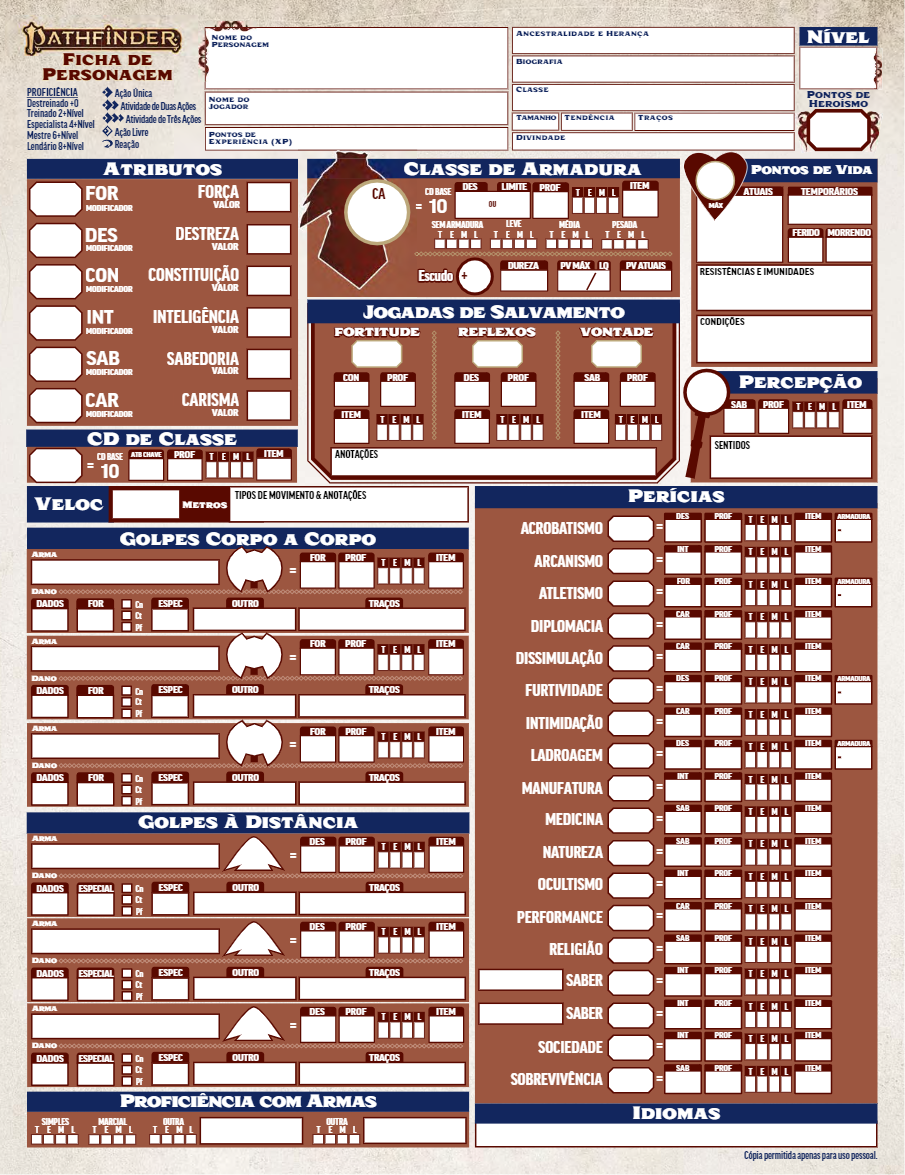 PATHFINDER
FICHA DE
PERSONAGEM
PROFICIÊNCIA
Destreinado +0
Treinado 2+Nível
Especialista 4+Nível
Mestre 6+Nível
Lendário 8+Nível
Ação Única
Atividade de Duas Ações
Atividade de Três Ações
Ação Livre
Reação
NOME DO
PERSONAGEM
NOME DO
JOGADOR
PONTOS DE
EXPERIÊNCIA (XP)
ANCESTRALIDADE E HERANÇA
BIOGRAFIA
CLASSE
TAMANHO TENDÊNCIA TRAÇOS
DIVINDADE
NÍVEL
PONTOS DE
HEROÍSMO
ATRIBUTOS
FOR FORÇA
MODIFICADOR VALOR
DES DESTREZA
MODIFICADOR VALOR
CON CONSTITUIÇÃO
MODIFICADOR VALOR
INT INTELIGÊNCIA
MODIFICADOR VALOR
SAB SABEDORIA
MODIFICADOR VALOR
CAR CARISMA
MODIFICADOR VALOR
CD DE CLASSE
CD BASE ATB CHAVE PROF T E M L ITEM
= 10
CLASSE DE ARMADURA
CA
CD BASE DES LIMITE PROF T E M L ITEM
= 10 OU
SEM ARMADURA LEVE MÉDIA PESADA
T E M L T E M L T E M L T E M L
Escudo + DUREZA PV MÁX LQ PV ATUAIS
/
JOGADAS DE SALVAMENTO
FORTITUDE REFLEXOS VONTADE
CON PROF DES PROF SAB PROF
ITEM T E M L ITEM T E M L ITEM T E M L
ANOTAÇÕES
PONTOS DE VIDA
MÁX
ATUAIS TEMPORÁRIOS
FERIDO MORRENDO
RESISTÊNCIAS E IMUNIDADES
CONDIÇÕES
PERCEPÇÃO
SAB PROF T E M L ITEM
SENTIDOS
VELOC METROS TIPOS DE MOVIMENTO & ANOTAÇÕES
GOLPES CORPO A CORPO
ARMA
= FOR PROF T E M L ITEM
DANO
DADOS FOR Cn Ct Pf ESPEC OUTRO TRAÇOS
ARMA
= FOR PROF T E M L ITEM
DANO
DADOS FOR Cn Ct Pf ESPEC OUTRO TRAÇOS
ARMA
= FOR PROF T E M L ITEM
DANO
DADOS FOR Cn Ct Pf ESPEC OUTRO TRAÇOS
GOLPES À DISTÂNCIA
ARMA
= DES PROF T E M L ITEM
DANO
DADOS ESPECIAL Cn Ct Pf ESPEC OUTRO TRAÇOS
ARMA
= DES PROF T E M L ITEM
DANO
DADOS ESPECIAL Cn Ct Pf ESPEC OUTRO TRAÇOS
ARMA
= DES PROF T E M L ITEM
DANO
DADOS ESPECIAL Cn Ct Pf ESPEC OUTRO TRAÇOS
PROFICIÊNCIA COM ARMAS
SIMPLES MARCIAL OUTRA OUTRA
T E M L T E M L T E M L T E M L
PERÍCIAS
ACROBATISMO = DES PROF T E M L ITEM ARMADURA -
ARCANISMO = INT PROF T E M L ITEM
ATLETISMO = FOR PROF T E M L ITEM ARMADURA -
DIPLOMACIA = CAR PROF T E M L ITEM
DISSIMULAÇÃO = CAR PROF T E M L ITEM
FURTIVIDADE = DES PROF T E M L ITEM ARMADURA -
INTIMIDAÇÃO = CAR PROF T E M L ITEM
LADROAGEM = DES PROF T E M L ITEM ARMADURA -
MANUFATURA = INT PROF T E M L ITEM
MEDICINA = SAB PROF T E M L ITEM
NATUREZA = SAB PROF T E M L ITEM
OCULTISMO = INT PROF T E M L ITEM
PERFORMANCE = CAR PROF T E M L ITEM
RELIGIÃO = SAB PROF T E M L ITEM
SABER = INT PROF T E M L ITEM
SABER = INT PROF T E M L ITEM
SOCIEDADE = INT PROF T E M L ITEM
SOBREVIVÊNCIA = SAB PROF T E M L ITEM
IDIOMAS
Cópia permitida apenas para uso pessoal.